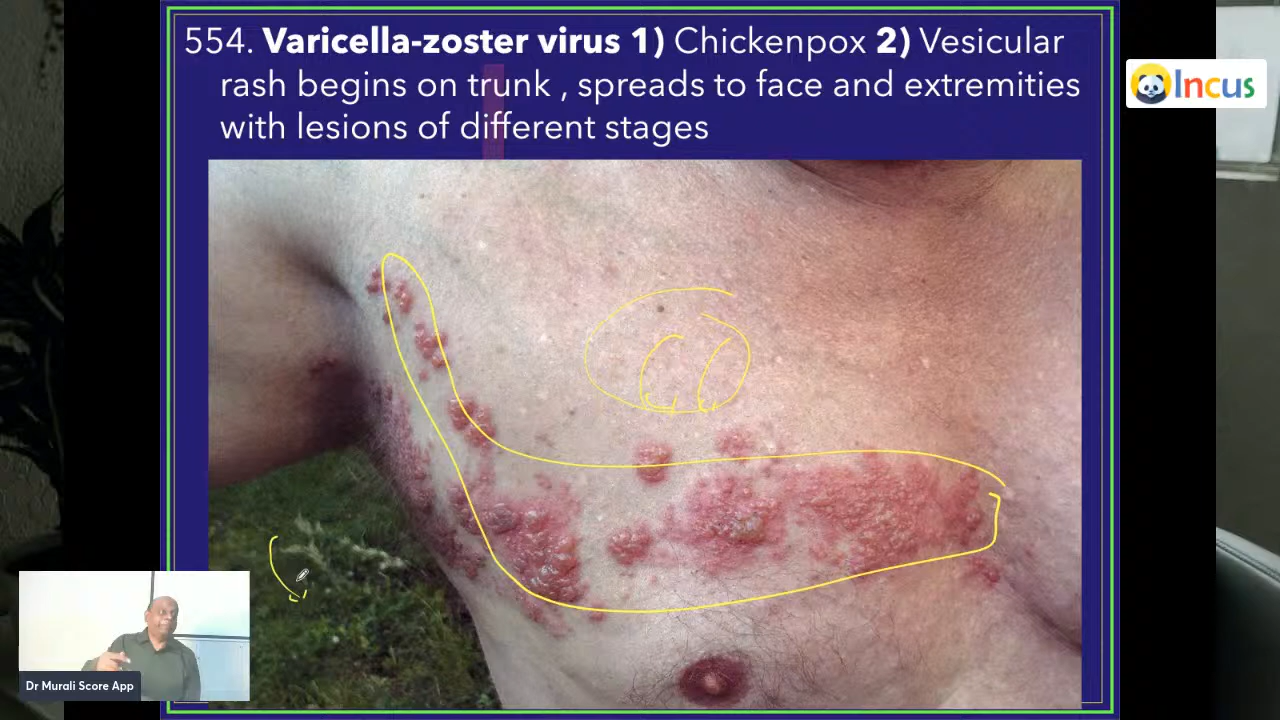 554. Varicella-zoster virus 1) Chickenpox 2) Vesicular
rash begins on trunk , spreads to face and extremities
with lesions of different stages
Incus
Dr Murali Score App